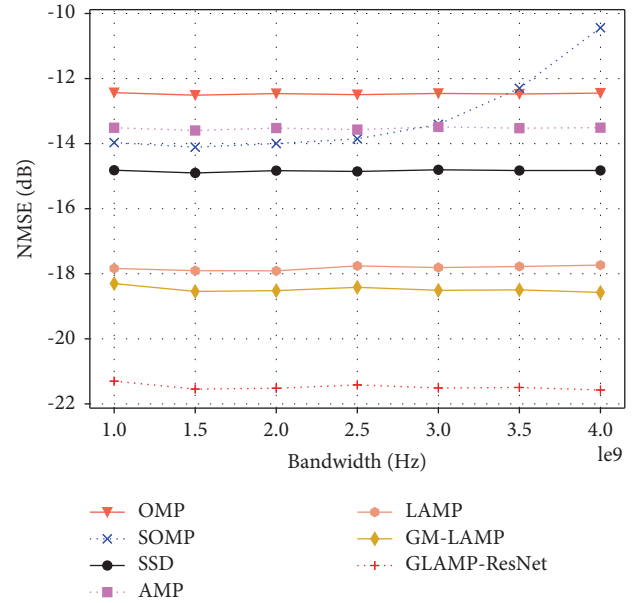 -10
-12
-14
-16
-18
-20
-22
NMSE (dB)
1.0 1.5 2.0 2.5 3.0 3.5 4.0
Bandwidth (Hz)
1e9
OMP
SOMP
SSD
AMP
LAMP
GM-LAMP
GLAMP-ResNet